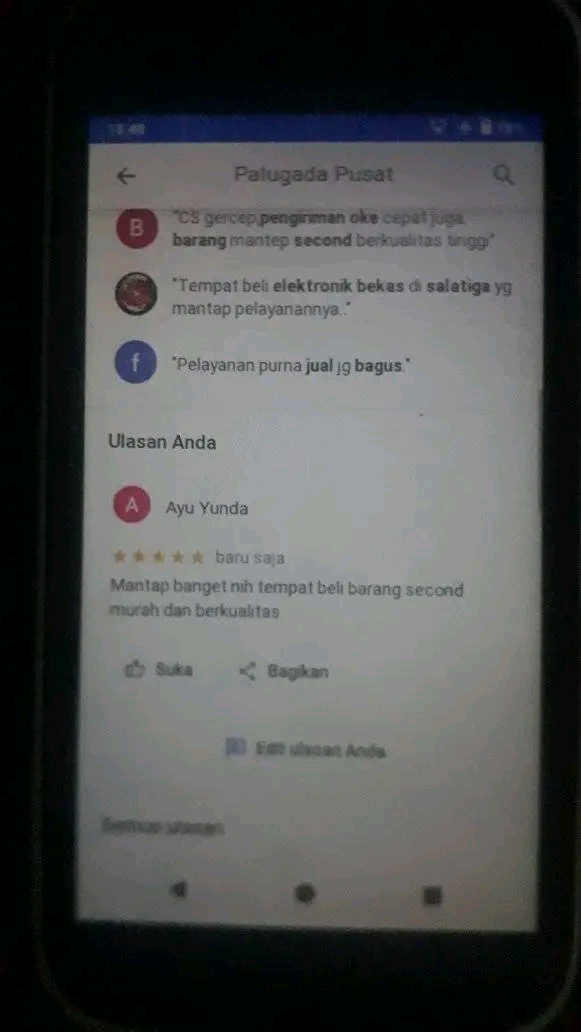 18:48
Palugada Pusat
B
"CS gercep,pengiriman oke cepat juga,
barang mantep second berkualitas tinggi"
"Tempat beli elektronik bekas di salatiga yg
mantap pelayanannya.."
f
"Pelayanan purna jual jg bagus."
Ulasan Anda
A
Ayu Yunda
baru saja
Mantap banget nih tempat beli barang second
murah dan berkualitas
Suka
Bagikan
Edit ulasan Anda
Semua ulasan